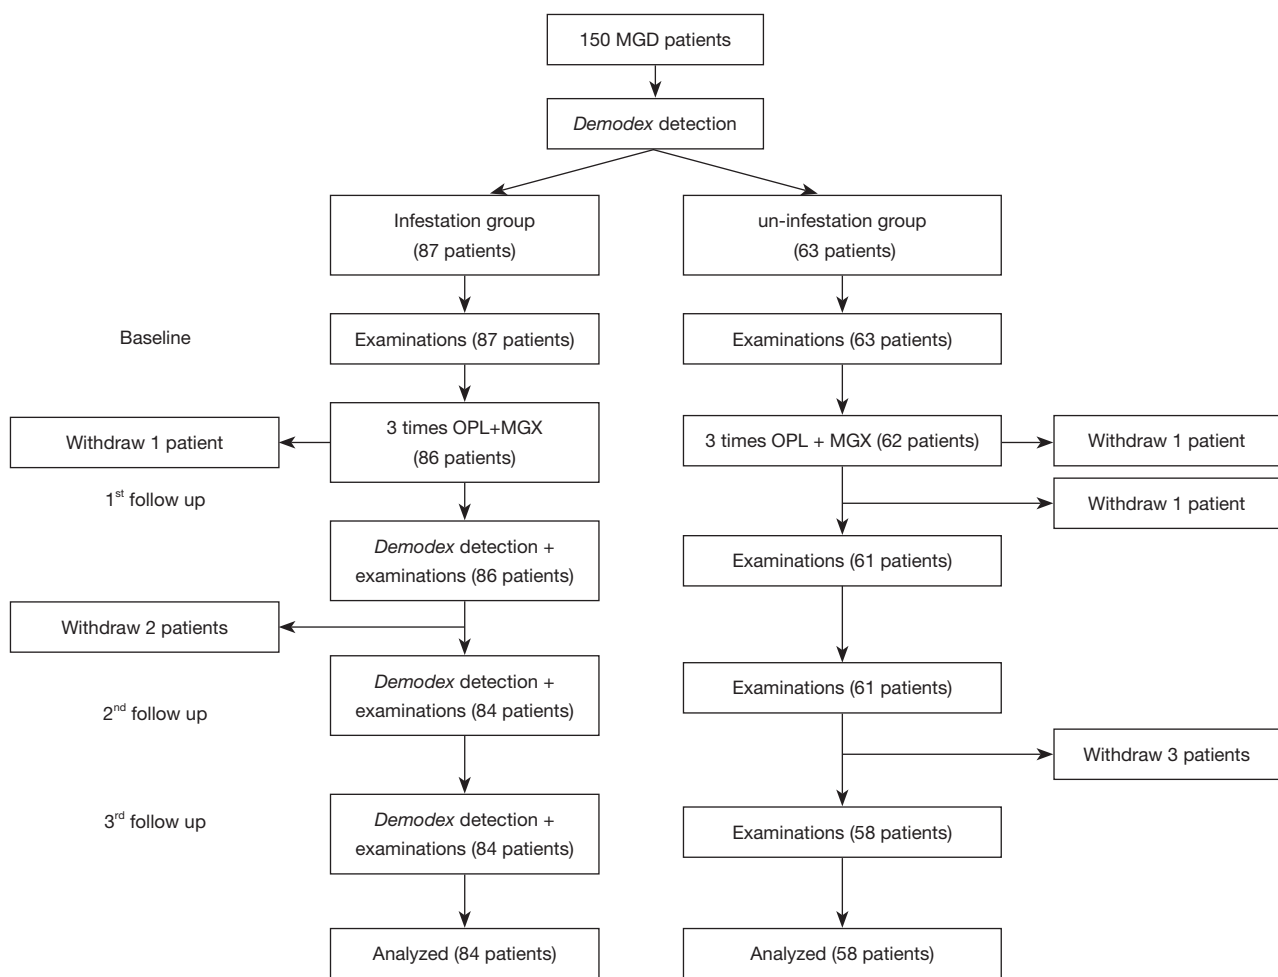 150 MGD patients
Demodex detection
Infestation group
(87 patients)
un-infestation group
(63 patients)
Baseline
Examinations (87 patients)
Examinations (63 patients)
Withdraw 1 patient
3 times OPL+MGX
(86 patients)
3 times OPL + MGX (62 patients)
Withdraw 1 patient
1st follow up
Withdraw 1 patient
Demodex detection +
examinations (86 patients)
Examinations (61 patients)
Withdraw 2 patients
Demodex detection +
examinations (84 patients)
Examinations (61 patients)
2nd follow up
Withdraw 3 patients
3rd follow up
Demodex detection +
examinations (84 patients)
Examinations (58 patients)
Analyzed (84 patients)
Analyzed (58 patients)